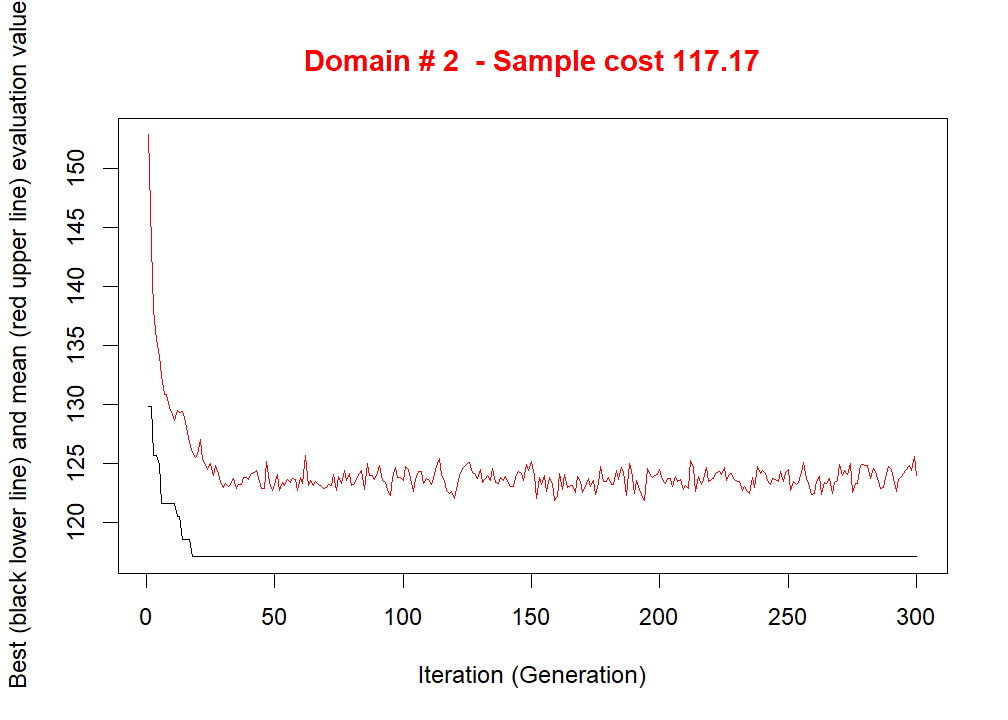 Domain # 2  - Sample cost 117.17
Best (black lower line) and mean (red upper line) evaluation value
150
145
140
135
130
125
120
0 50 100 150 200 250 300
Iteration (Generation)